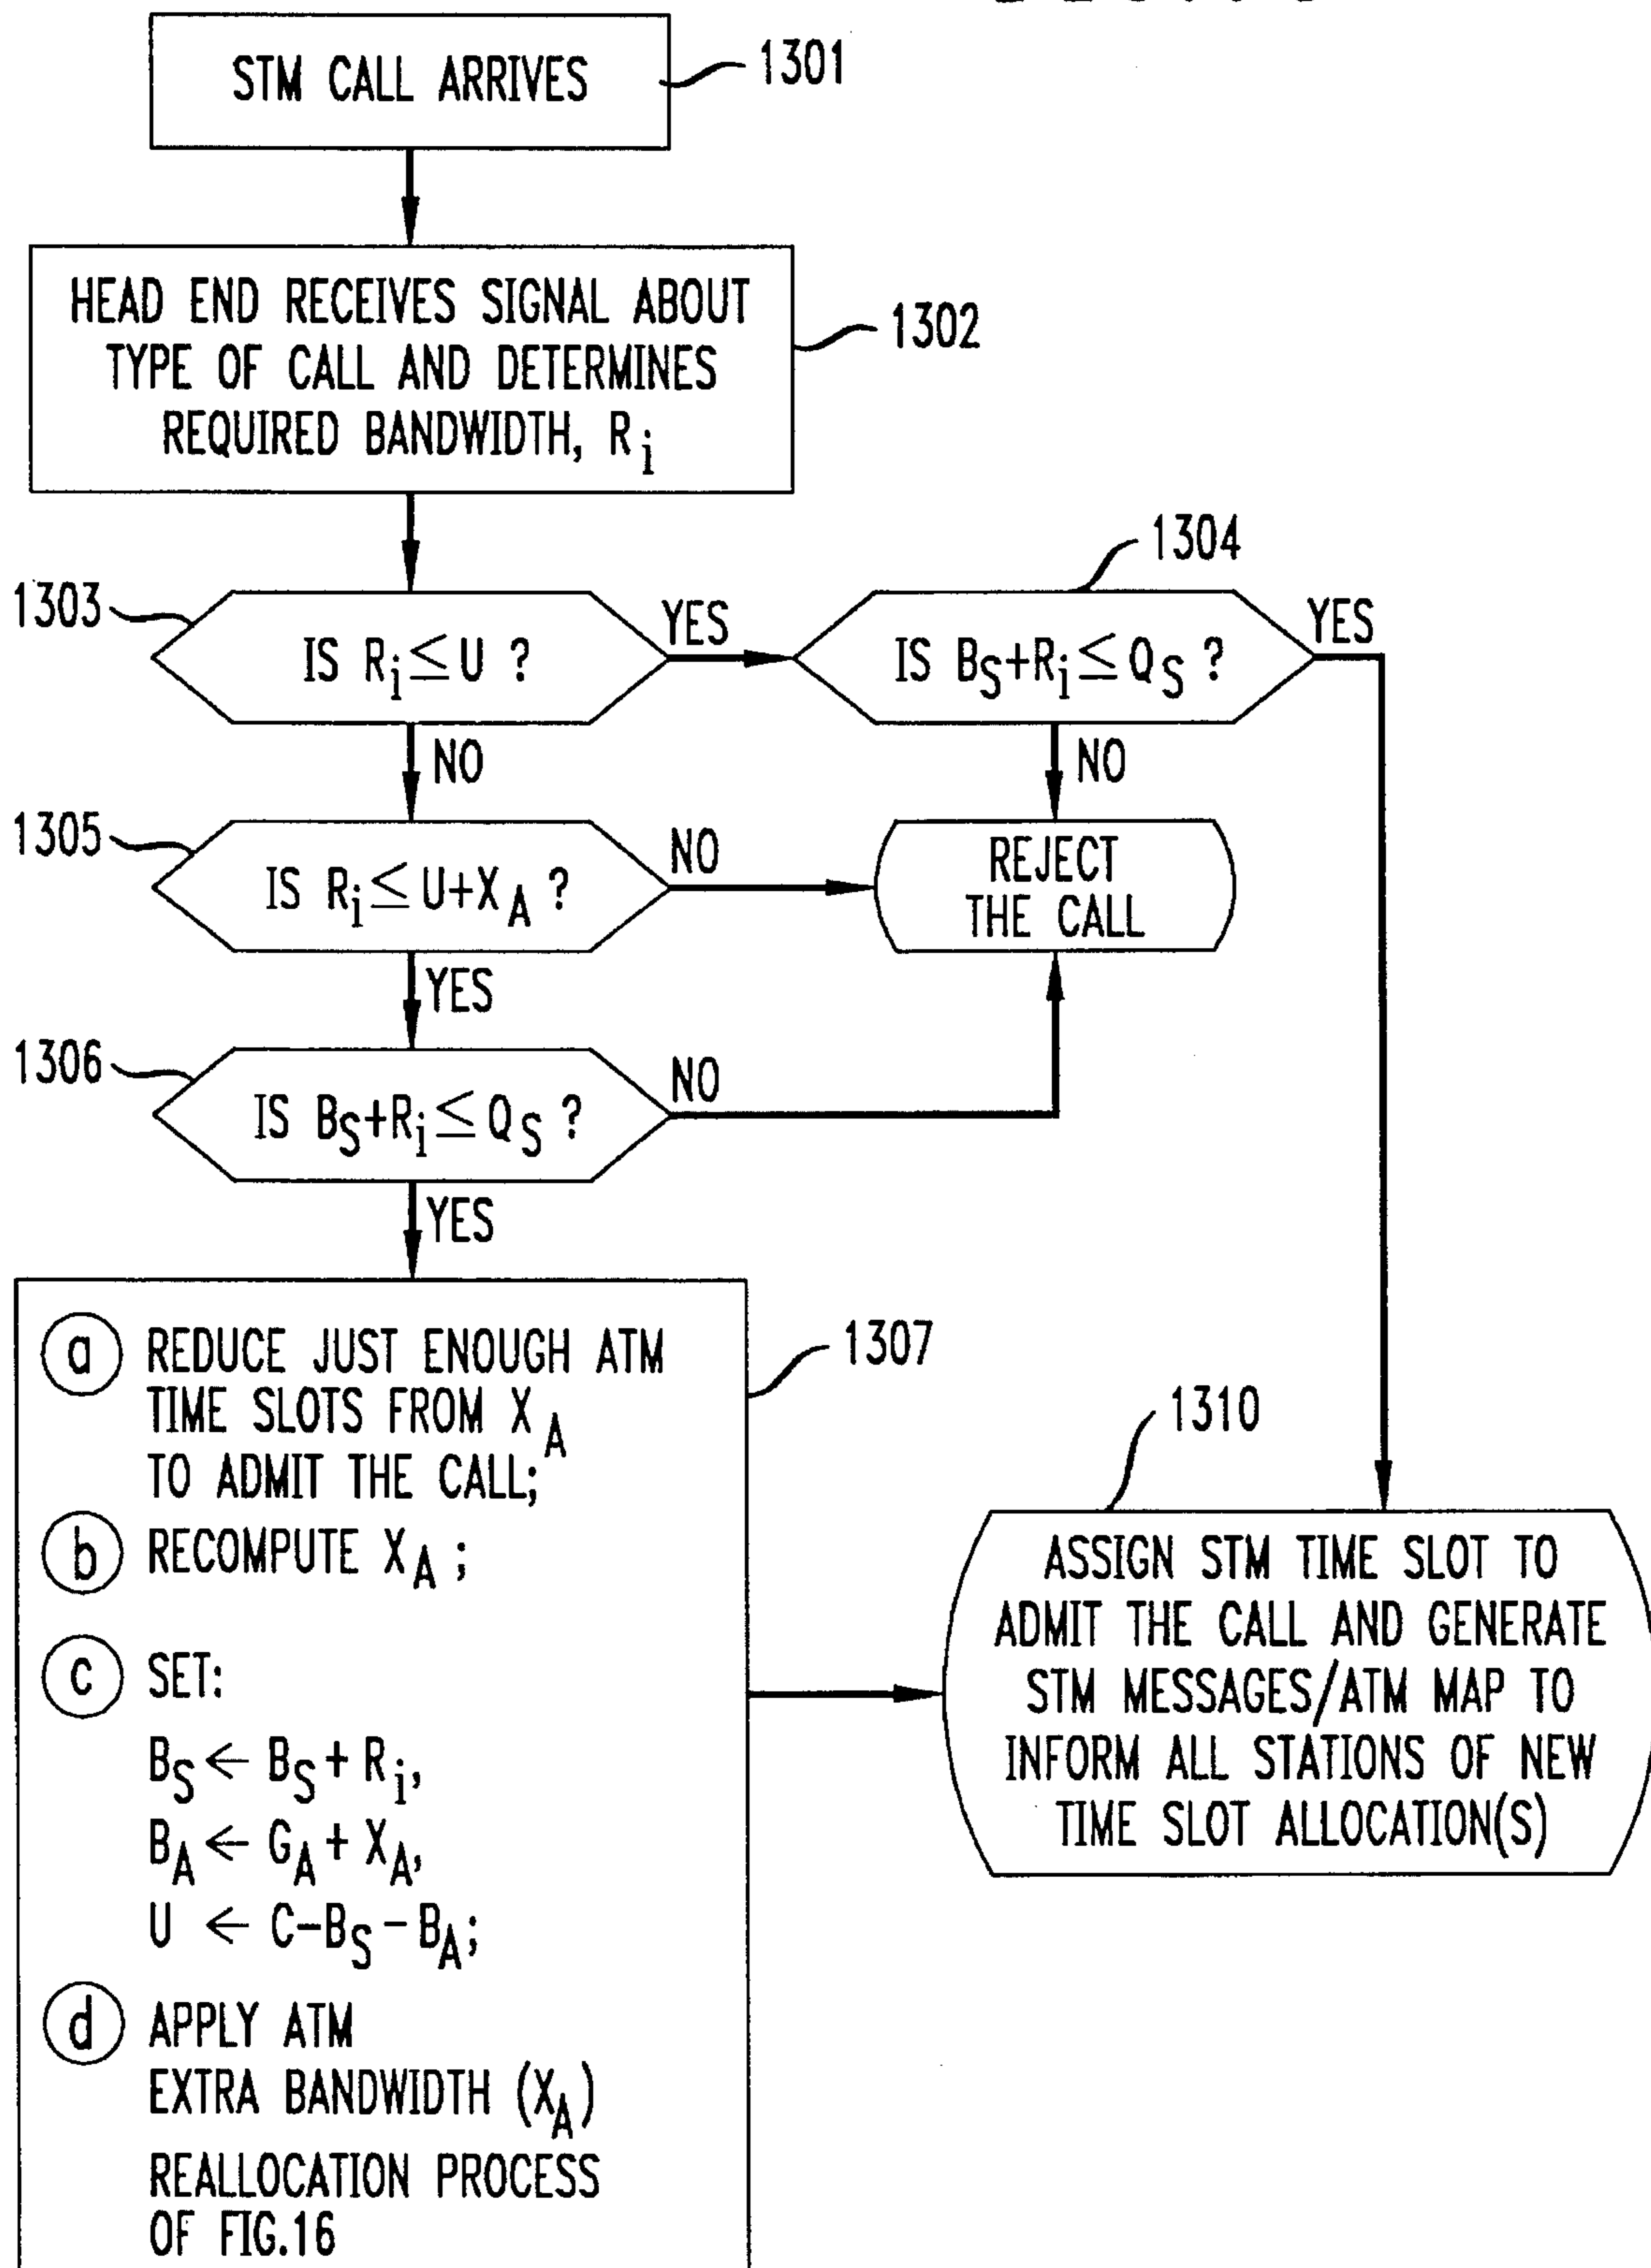 STM CALL ARRIVES
1301
HEAD END RECEIVES SIGNAL ABOUT
TYPE OF CALL AND DETERMINES
REQUIRED BANDWIDTH, Ri
1302
1303
IS Ri≤U ?
YES
NO
1304
IS BS+Ri≤QS ?
YES
NO
1305
IS Ri≤U+XA ?
NO
YES
REJECT
THE CALL
1306
IS BS+Ri≤QS ?
NO
YES
1307
a REDUCE JUST ENOUGH ATM
TIME SLOTS FROM XA
TO ADMIT THE CALL;
b RECOMPUTE XA ;
c SET:
BS ← BS + Ri,
BA ← GA + XA,
U ← C-BS - BA;
d APPLY ATM
EXTRA BANDWIDTH (XA)
REALLOCATION PROCESS
OF FIG.16
1310
ASSIGN STM TIME SLOT TO
ADMIT THE CALL AND GENERATE
STM MESSAGES/ATM MAP TO
INFORM ALL STATIONS OF NEW
TIME SLOT ALLOCATION(S)